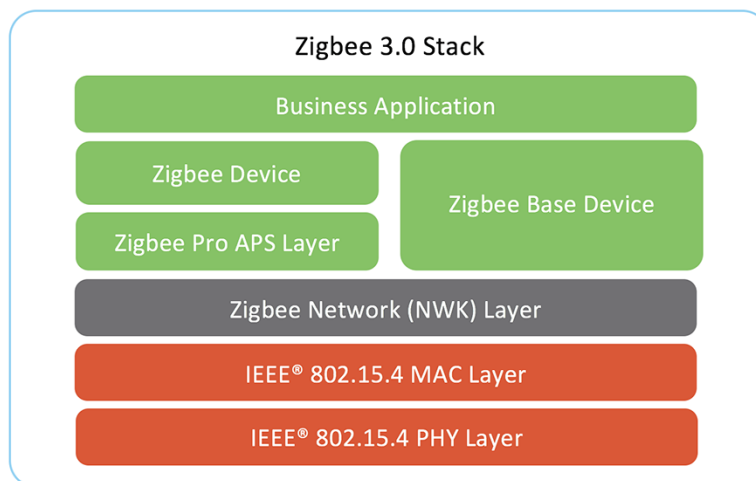 Zigbee 3.0 Stack
Business Application
Zigbee Device
Zigbee Pro APS Layer
Zigbee Base Device
Zigbee Network (NWK) Layer
IEEE® 802.15.4 MAC Layer
IEEE® 802.15.4 PHY Layer